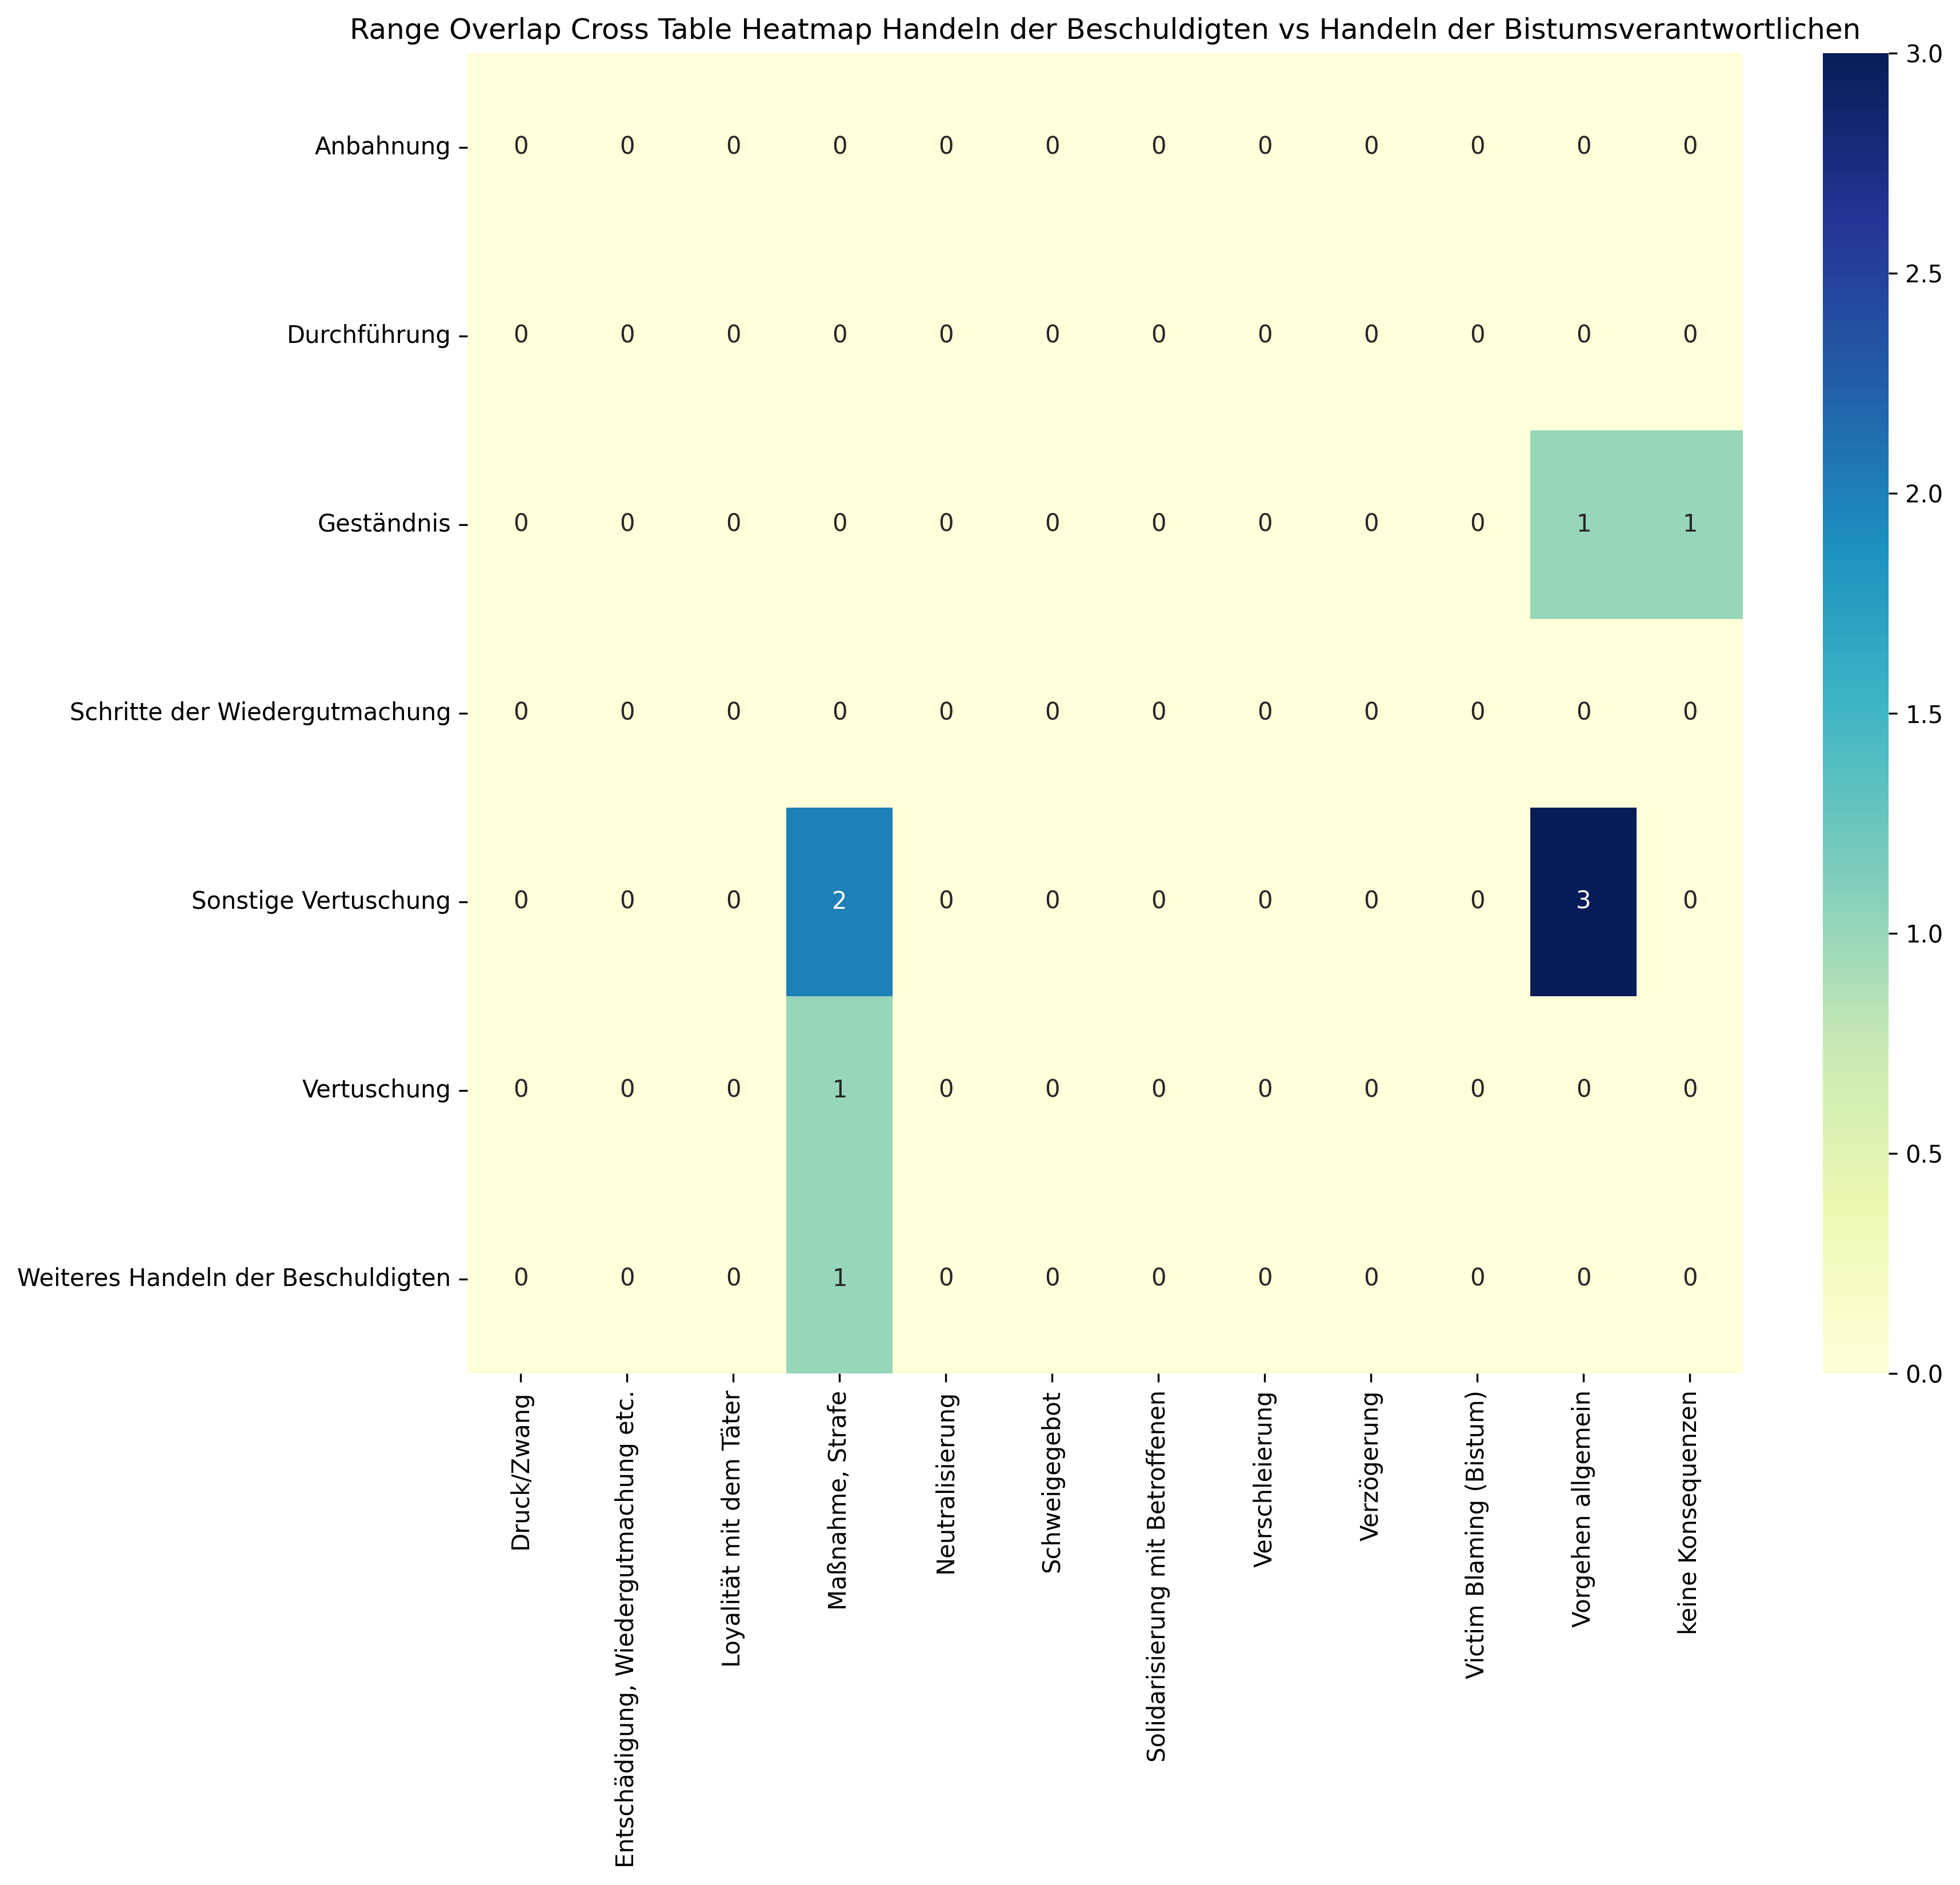 Range Overlap Cross Table Heatmap Handeln der Beschuldigten vs Handeln der Bistumsverantwortlichen
Anbahnung 0 0 0 0 0 0 0 0 0 0 0 0
Durchführung 0 0 0 0 0 0 0 0 0 0 0 0
Geständnis 0 0 0 0 0 0 0 0 0 0 1 1
Schritte der Wiedergutmachung 0 0 0 0 0 0 0 0 0 0 0 0
Sonstige Vertuschung 0 0 0 2 0 0 0 0 0 0 3 0
Vertuschung 0 0 0 1 0 0 0 0 0 0 0 0
Weiteres Handeln der Beschuldigten 0 0 0 1 0 0 0 0 0 0 0 0
Druck/Zwang
Entschädigung, Wiedergutmachung etc.
Loyalität mit dem Täter
Maßnahme, Strafe
Neutralisierung
Schweigegebot
Solidarisierung mit Betroffenen
Verschleierung
Verzögerung
Victim Blaming (Bistum)
Vorgehen allgemein
keine Konsequenzen
3.0
2.5
2.0
1.5
1.0
0.5
0.0